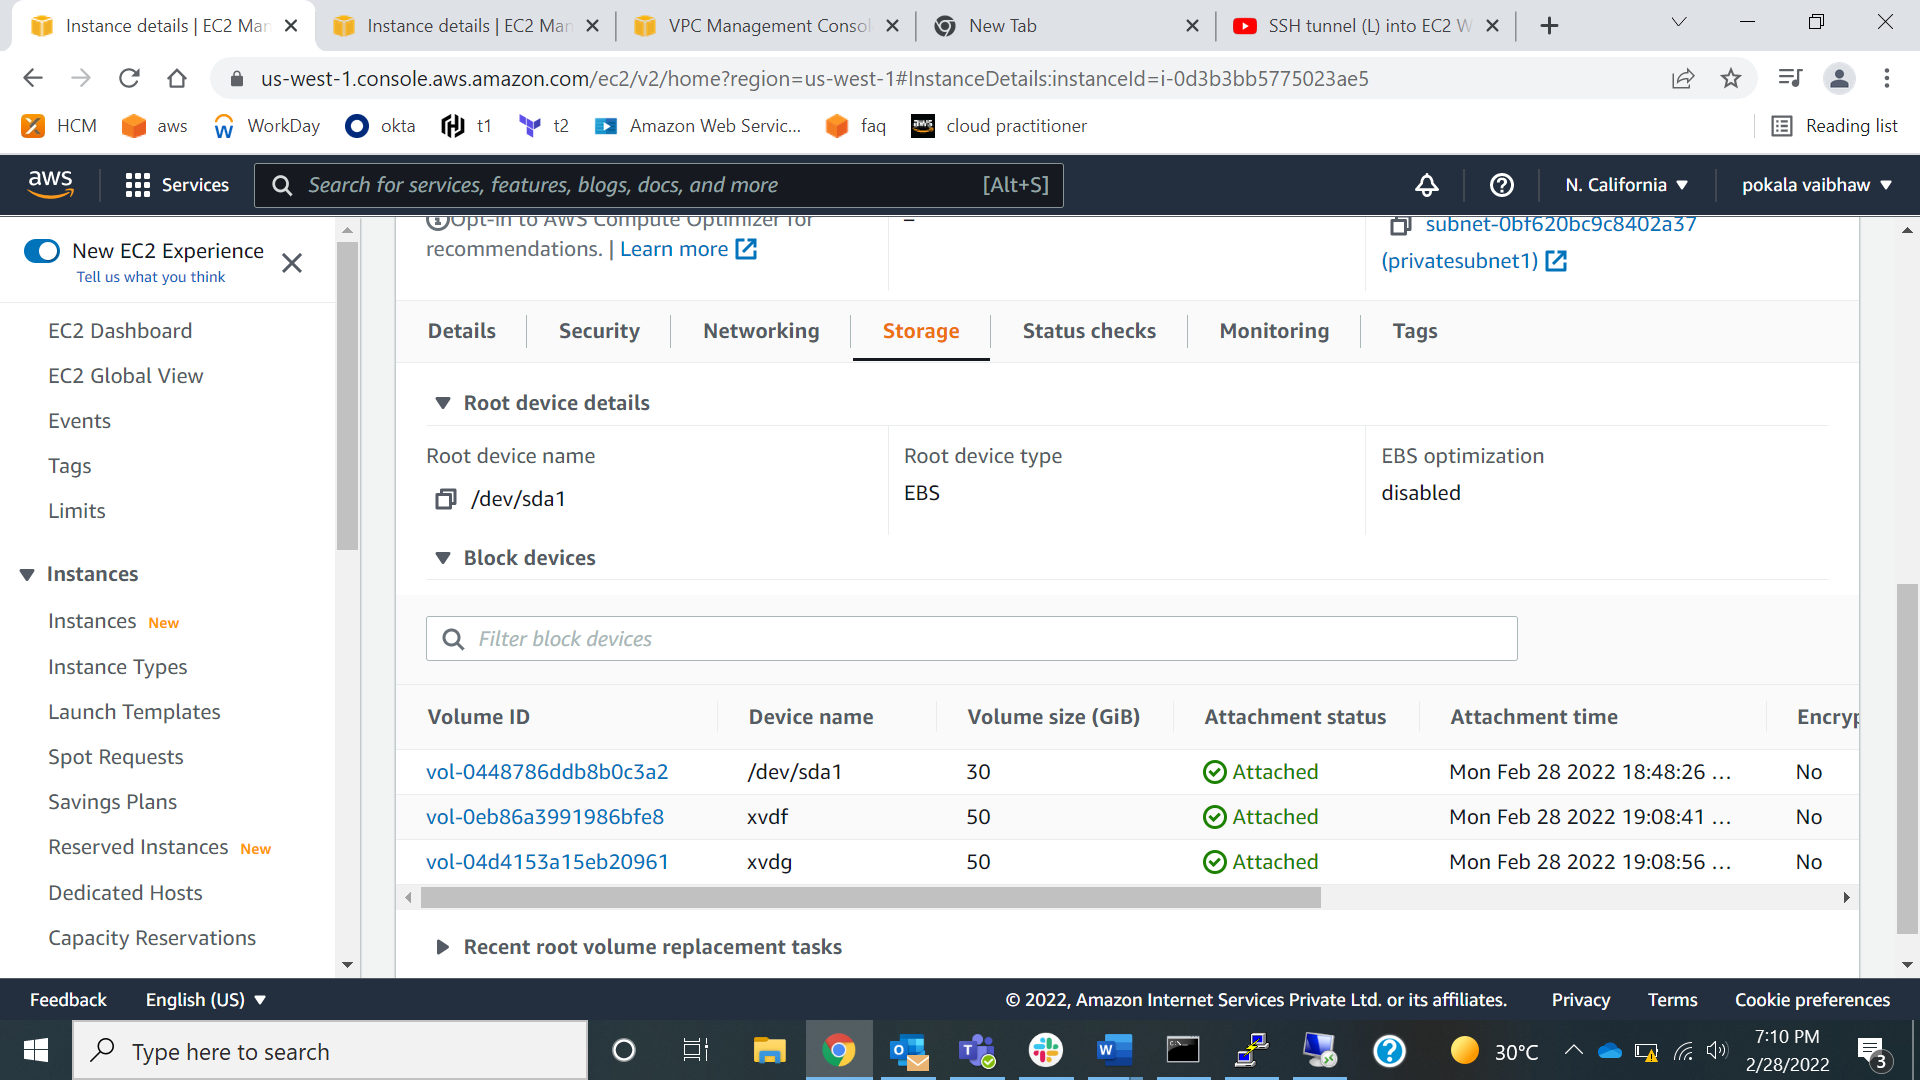 Instance details | EC2 Man
Instance details | EC2 Man
VPC Management Consol
New Tab
SSH tunnel (L) into EC2 W
us-west-1.console.aws.amazon.com/ec2/v2/home?region=us-west-1#InstanceDetails:instanceId=i-0d3b3bb5775023ae5
HCM
aws
WorkDay
okta
t1
t2
Amazon Web Servic...
faq
cloud practitioner
Reading list
aws
Services
Search for services, features, blogs, docs, and more
[Alt+S]
N. California
pokala vaibhaw
New EC2 Experience
Tell us what you think
EC2 Dashboard
EC2 Global View
Events
Tags
Limits
Instances
Instances New
Instance Types
Launch Templates
Spot Requests
Savings Plans
Reserved Instances New
Dedicated Hosts
Capacity Reservations
Opt-in to AWS Compute Optimizer for
recommendations. | Learn more
–
subnet-0bf620bc9c8402a37
(privatesubnet1)
Details
Security
Networking
Storage
Status checks
Monitoring
Tags
Root device details
Root device name
/dev/sda1
Root device type
EBS
EBS optimization
disabled
Block devices
Filter block devices
Volume ID Device name Volume size (GiB) Attachment status Attachment time Encryp
vol-0448786ddb8b0c3a2 /dev/sda1 30 Attached Mon Feb 28 2022 18:48:26 ... No
vol-0eb86a3991986bfe8 xvdf 50 Attached Mon Feb 28 2022 19:08:41 ... No
vol-04d4153a15eb20961 xvdg 50 Attached Mon Feb 28 2022 19:08:56 ... No
Recent root volume replacement tasks
Feedback
English (US)
© 2022, Amazon Internet Services Private Ltd. or its affiliates.
Privacy
Terms
Cookie preferences
Type here to search
30°C
7:10 PM
2/28/2022
3